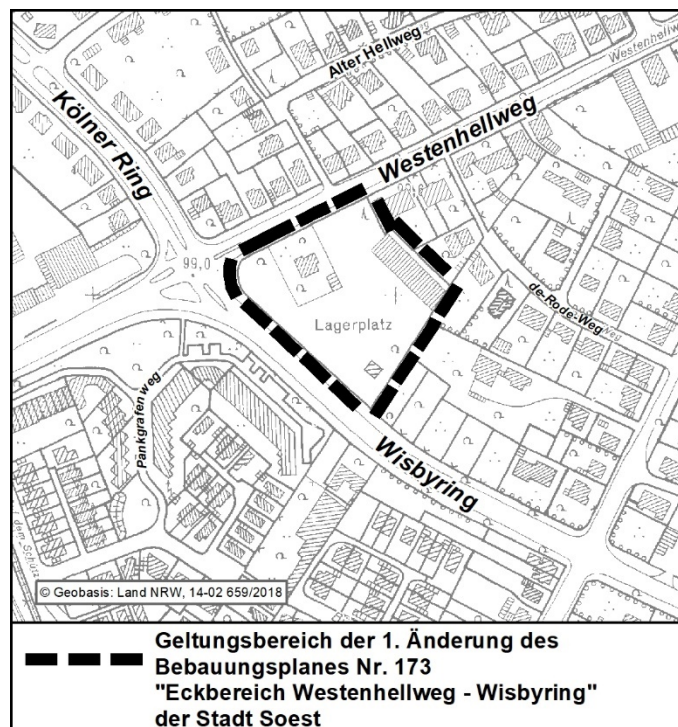 Alter Hellweg
Westenhellweg
Kölner Ring
Westenhellweg
99,0
Lagerplatz
de-Rode-Weg
Pankgrafenweg
Wisbyring
© Geobasis: Land NRW, 14-02 659/2018
Geltungsbereich der 1. Änderung des
Bebauungsplanes Nr. 173
"Eckbereich Westenhellweg - Wisbyring"
der Stadt Soest